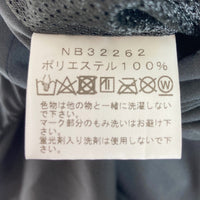 NB32262
ポリエステル100%
色物は他の物と一緒に洗濯しない
で下さい。
マーク部分のもみ洗いはお避け
下さい。
蛍光剤入り洗剤は使用しないで
下さい。